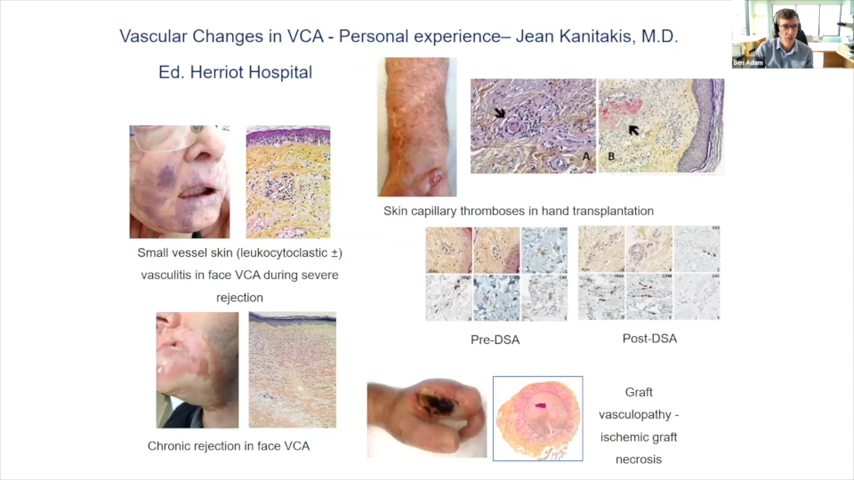 Vascular Changes in VCA - Personal experience– Jean Kanitakis, M.D.
Ed. Herriot Hospital
Ben Adam
A
B
Skin capillary thromboses in hand transplantation
Small vessel skin (leukocytoclastic ±)
vasculitis in face VCA during severe
rejection
Pre-DSA
Post-DSA
Chronic rejection in face VCA
Graft
vasculopathy -
ischemic graft
necrosis